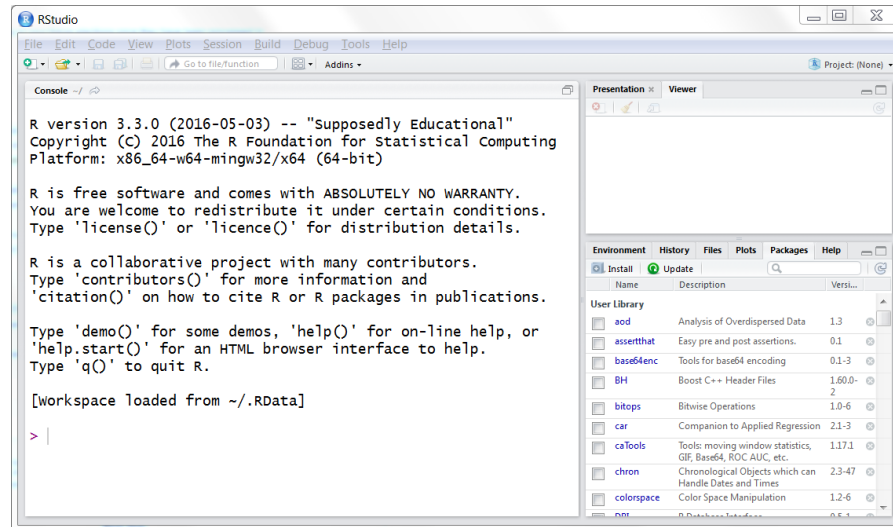 RStudio
File Edit Code View Plots Session Build Debug Tools Help
Go to file/function Addins Project: (None)
Console ~/
R version 3.3.0 (2016-05-03) -- "Supposedly Educational"
Copyright (C) 2016 The R Foundation for Statistical Computing
Platform: x86_64-w64-mingw32/x64 (64-bit)
R is free software and comes with ABSOLUTELY NO WARRANTY.
You are welcome to redistribute it under certain conditions.
Type 'license()' or 'licence()' for distribution details.
R is a collaborative project with many contributors.
Type 'contributors()' for more information and
'citation()' on how to cite R or R packages in publications.
Type 'demo()' for some demos, 'help()' for on-line help, or
'help.start()' for an HTML browser interface to help.
Type 'q()' to quit R.
[Workspace loaded from ~/.RData]
>
Presentation Viewer
Environment History Files Plots Packages Help
Install Update
Name Description Versi...
User Library
aod Analysis of Overdispersed Data 1.3
assertthat Easy pre and post assertions. 0.1
base64enc Tools for base64 encoding 0.1-3
BH Boost C++ Header Files 1.60.0-
2
bitops Bitwise Operations 1.0-6
car Companion to Applied Regression 2.1-3
caTools Tools: moving window statistics, 1.17.1
GIF, Base64, ROC AUC, etc.
chron Chronological Objects which can 2.3-47
Handle Dates and Times
colorspace Color Space Manipulation 1.2-6